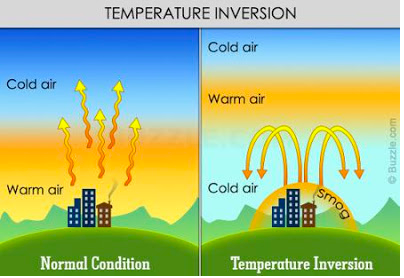 TEMPERATURE INVERSION
Cold air
Warm air
Normal Condition
Cold air
Warm air
Cold air
Smog
Temperature Inversion
© Buzzle.com